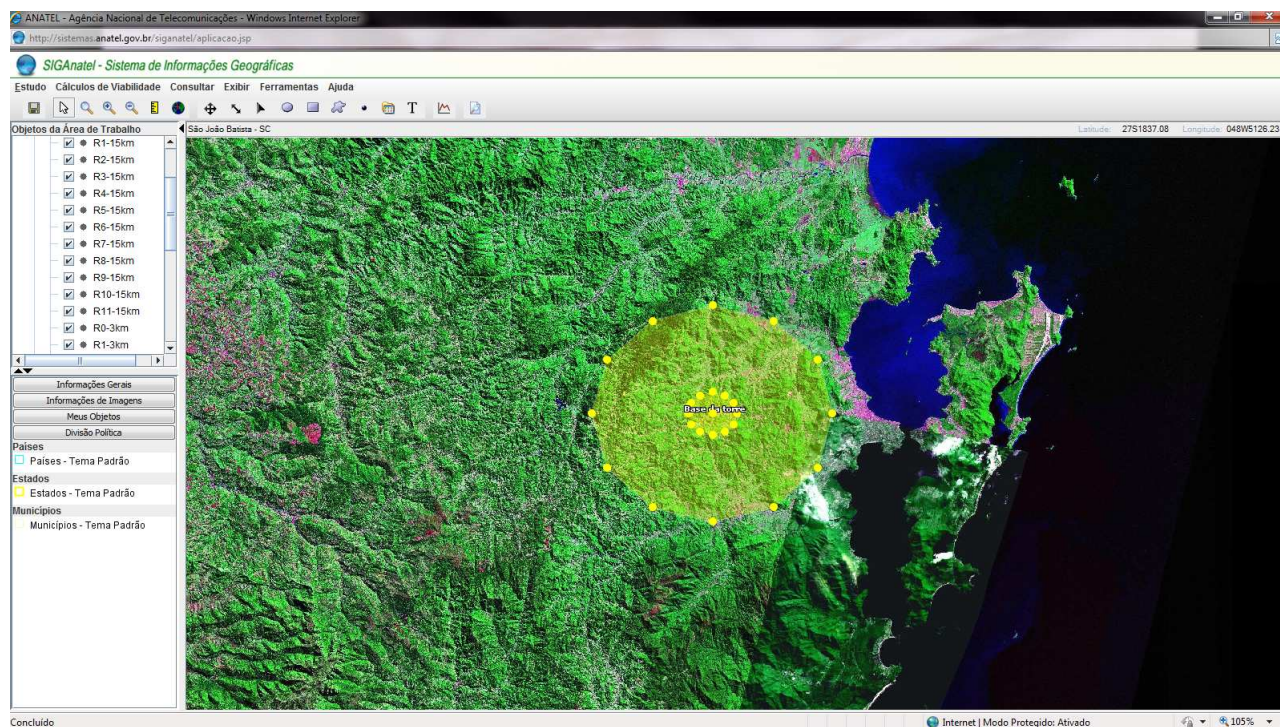 ANATEL - Agência Nacional de Telecomunicações - Windows Internet Explorer
http://sistemas.anatel.gov.br/siganatel/aplicacao.jsp
SIGAnatel - Sistema de Informações Geográficas
Estudo Cálculos de Viabilidade Consultar Exibir Ferramentas Ajuda
T
Objetos da Área de Trabalho
São João Batista - SC
Latitude: 27S1837.08 Longitude: 048W5126.23
R1-15km
R2-15km
R3-15km
R4-15km
R5-15km
R6-15km
R7-15km
R8-15km
R9-15km
R10-15km
R11-15km
R0-3km
R1-3km
Informações Gerais
Informações de Imagens
Meus Objetos
Divisão Política
Países
Países - Tema Padrão
Estados
Estados - Tema Padrão
Municípios
Municípios - Tema Padrão
Base da torre
Concluído
Internet | Modo Protegido: Ativado
105%